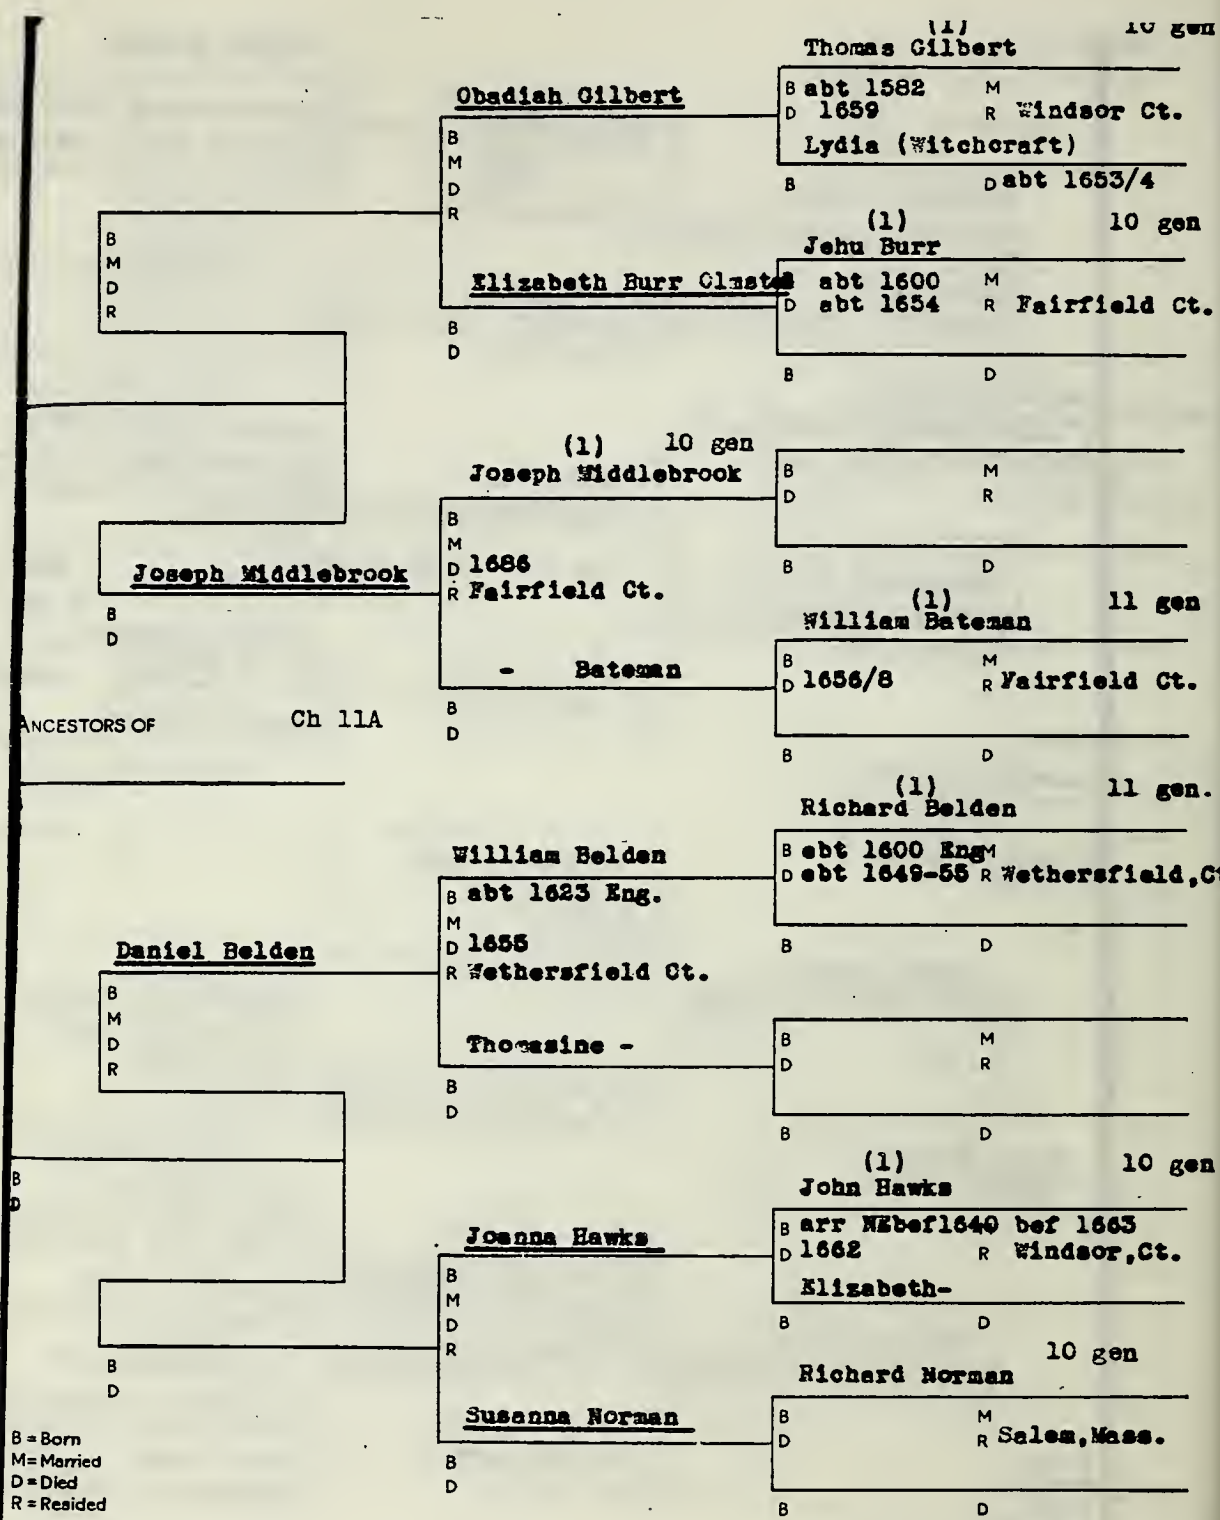 (1) 10 gen
Thomas Gilbert
B abt 1582 M
D 1659 R Windsor Ct.
Lydia (Witchcraft)
B D abt 1653/4
Obadiah Gilbert
B
M
D
R
(1) 10 gen
Jehu Burr
abt 1600 M
D abt 1654 R Fairfield Ct.
B D
Elizabeth Burr Olmsted
B
D
B
M
D
R
(1) 10 gen
Joseph Middlebrook
B
M
D 1686
R Fairfield Ct.
B M
D R
B D
Joseph Middlebrook
B
D
(1) 11 gen
William Bateman
B M
D 1656/8 R Fairfield Ct.
B D
- Bateman
B
D
ANCESTORS OF Ch 11A
(1) 11 gen.
Richard Belden
B ebt 1600 Eng M
D ebt 1649-55 R Wethersfield, Ct
B D
William Belden
B abt 1623 Eng.
M
D 1655
R Wethersfield Ct.
Daniel Belden
B
M
D
R
Thomasine -
B
D
B M
D R
B D
B
D
(1) 10 gen
John Hawks
B arr NEbef1640 bef 1663
D 1662 R Windsor, Ct.
Elizabeth-
B D
Joanna Hawks
B
M
D
R
B
D
10 gen
Richard Norman
B M
D R Salem, Mass.
B D
Susanna Norman
B
D
B = Born
M = Married
D = Died
R = Resided